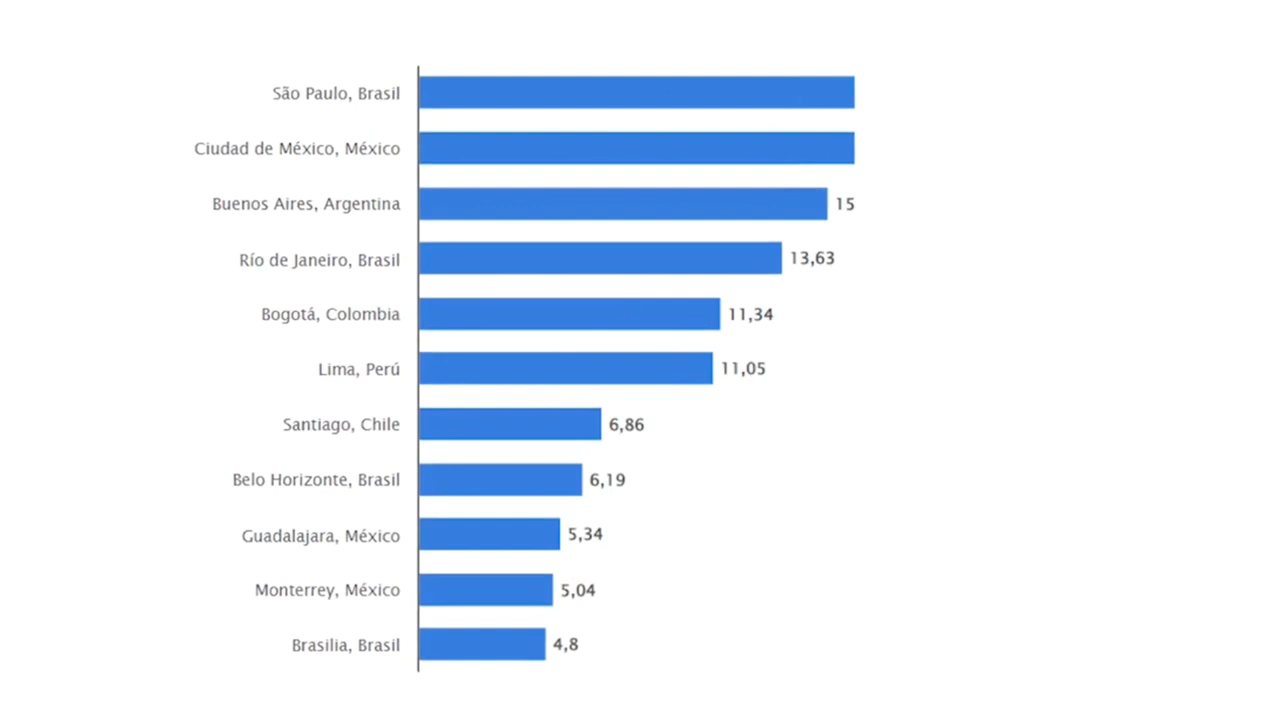 São Paulo, Brasil
Ciudad de México, México
Buenos Aires, Argentina 15
Río de Janeiro, Brasil 13,63
Bogotá, Colombia 11,34
Lima, Perú 11,05
Santiago, Chile 6,86
Belo Horizonte, Brasil 6,19
Guadalajara, México 5,34
Monterrey, México 5,04
Brasilia, Brasil 4,8